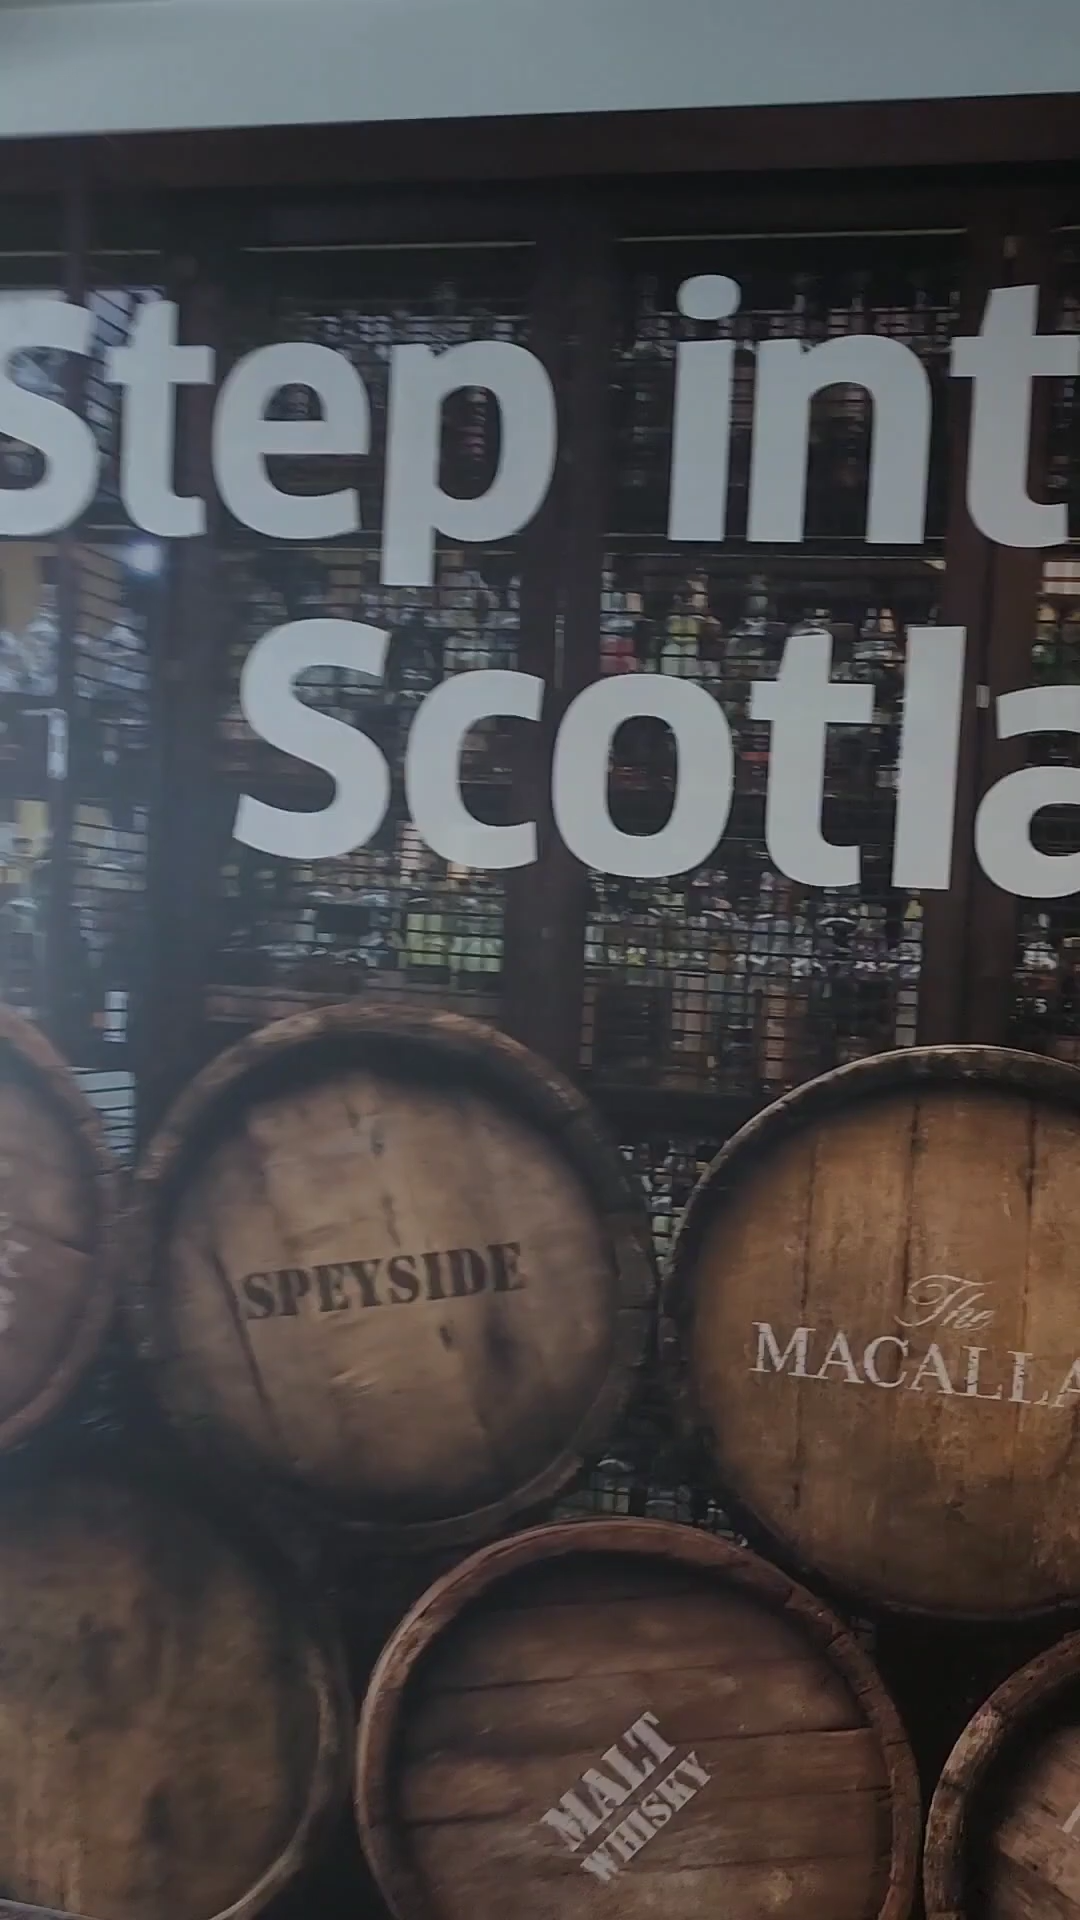 step int
Scotla
SPEYSIDE
The
MACALLA
MALT
WHISKY